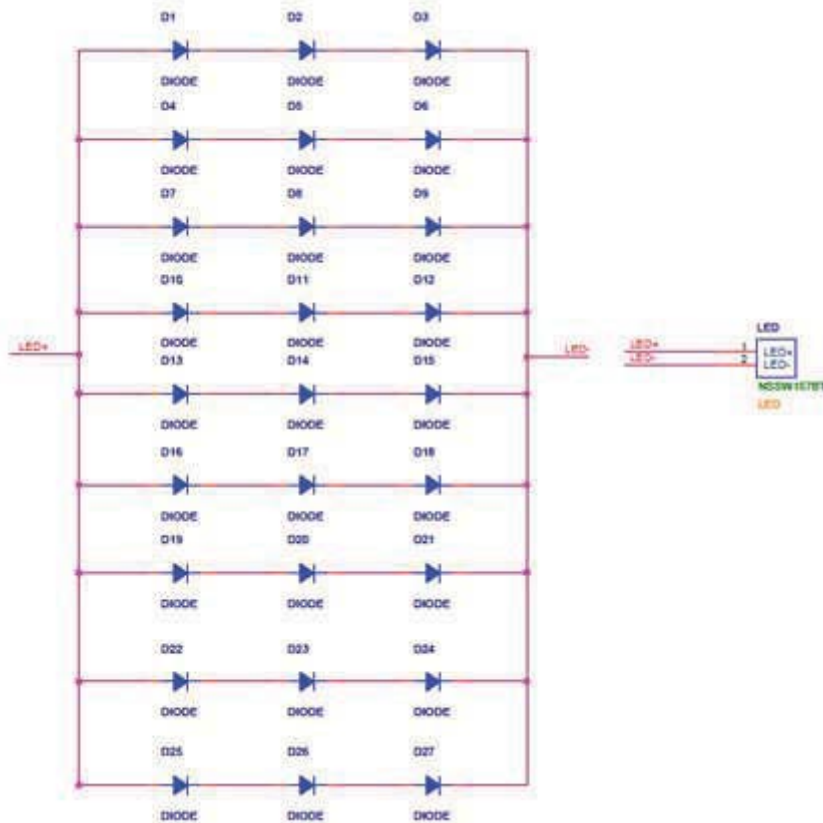 D1 D2 D3
DIODE DIODE DIODE
D4 D5 D6
DIODE DIODE DIODE
D7 D8 D9
DIODE DIODE DIODE
D10 D11 D12
LED+ DIODE DIODE DIODE LED- LED+ 1 LED
LED- 2 LED+
LED-
D13 D14 D15
LED
DIODE DIODE DIODE
D16 D17 D18
DIODE DIODE DIODE
D19 D20 D21
DIODE DIODE DIODE
D22 D23 D24
DIODE DIODE DIODE
D25 D26 D27
DIODE DIODE DIODE